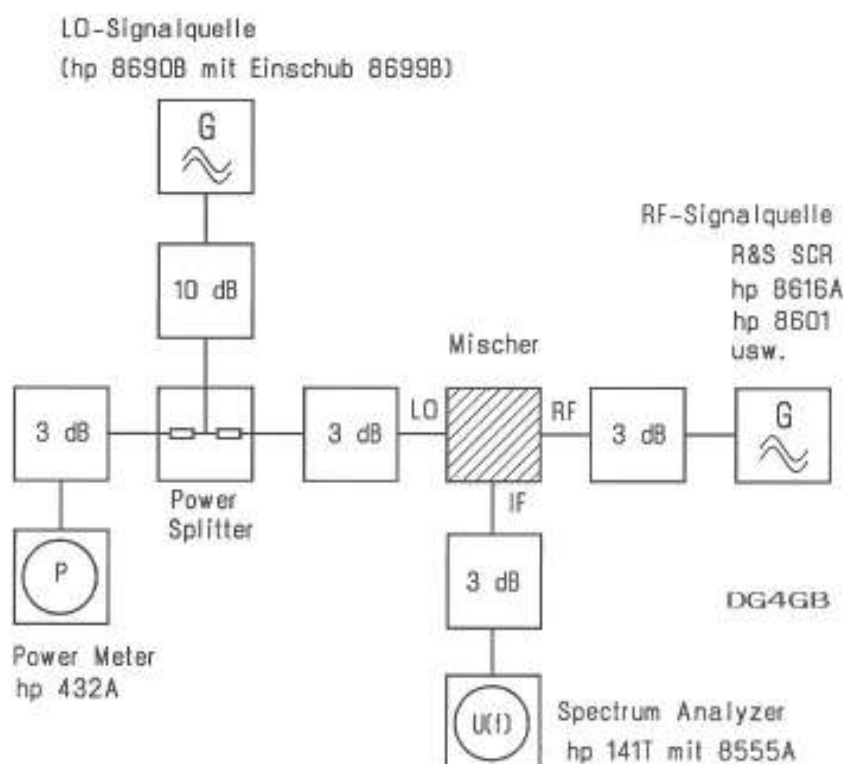 LO-Signalquelle
(hp 8690B mit Einschub 8699B)
G
10 dB
RF-Signalquelle
R&S SCR
hp 8616A
hp 8601
usw.
Mischer
3 dB
3 dB
LO
RF
3 dB
G
Power
Splitter
IF
P
3 dB
DG4GB
Power Meter
hp 432A
U(f)
Spectrum Analyzer
hp 141T mit 8555A